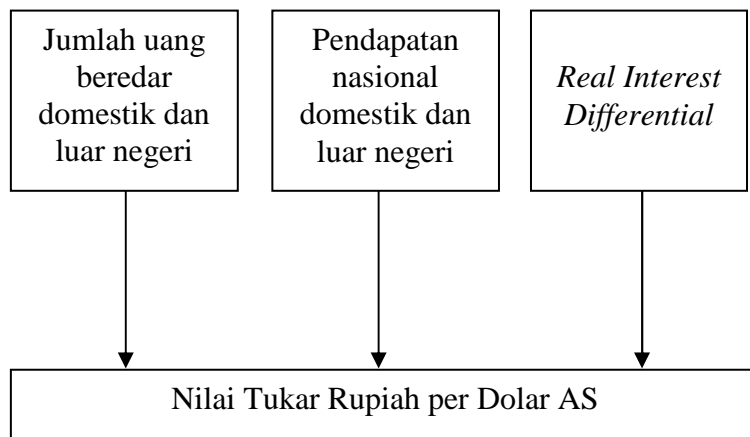 Jumlah uang
beredar
domestik dan
luar negeri
Pendapatan
nasional
domestik dan
luar negeri
Real Interest
Differential
Nilai Tukar Rupiah per Dolar AS